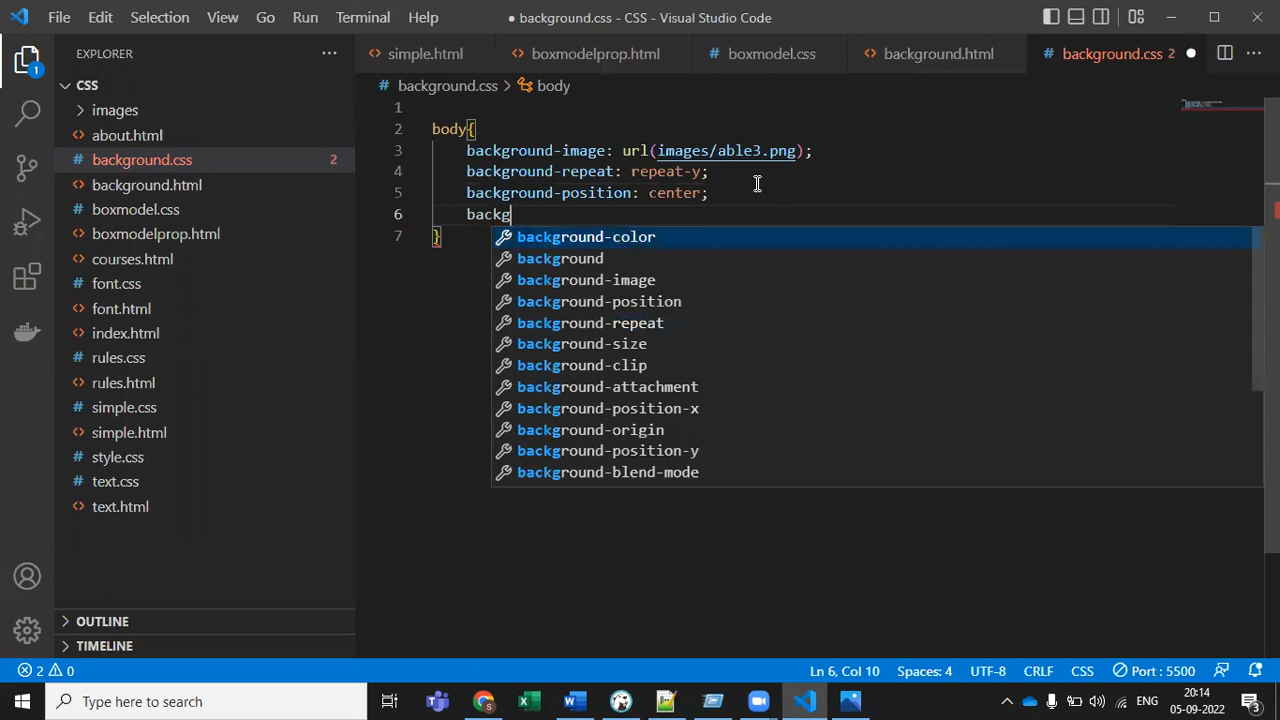 File Edit Selection View Go Run Terminal Help
● background.css - CSS - Visual Studio Code
EXPLORER
simple.html
boxmodelprop.html
boxmodel.css
background.html
background.css 2
CSS
background.css > body
images
about.html
background.css 2
background.html
boxmodel.css
boxmodelprop.html
courses.html
font.css
font.html
index.html
rules.css
rules.html
simple.css
simple.html
style.css
text.css
text.html
OUTLINE
TIMELINE
1
2 body{
3 background-image: url(images/able3.png);
4 background-repeat: repeat-y;
5 background-position: center;
6 backg
7 }
background-color
background
background-image
background-position
background-repeat
background-size
background-clip
background-attachment
background-position-x
background-origin
background-position-y
background-blend-mode
1
2 0
Ln 6, Col 10 Spaces: 4 UTF-8 CRLF CSS Port : 5500
Type here to search
ENG
20:14
05-09-2022
3